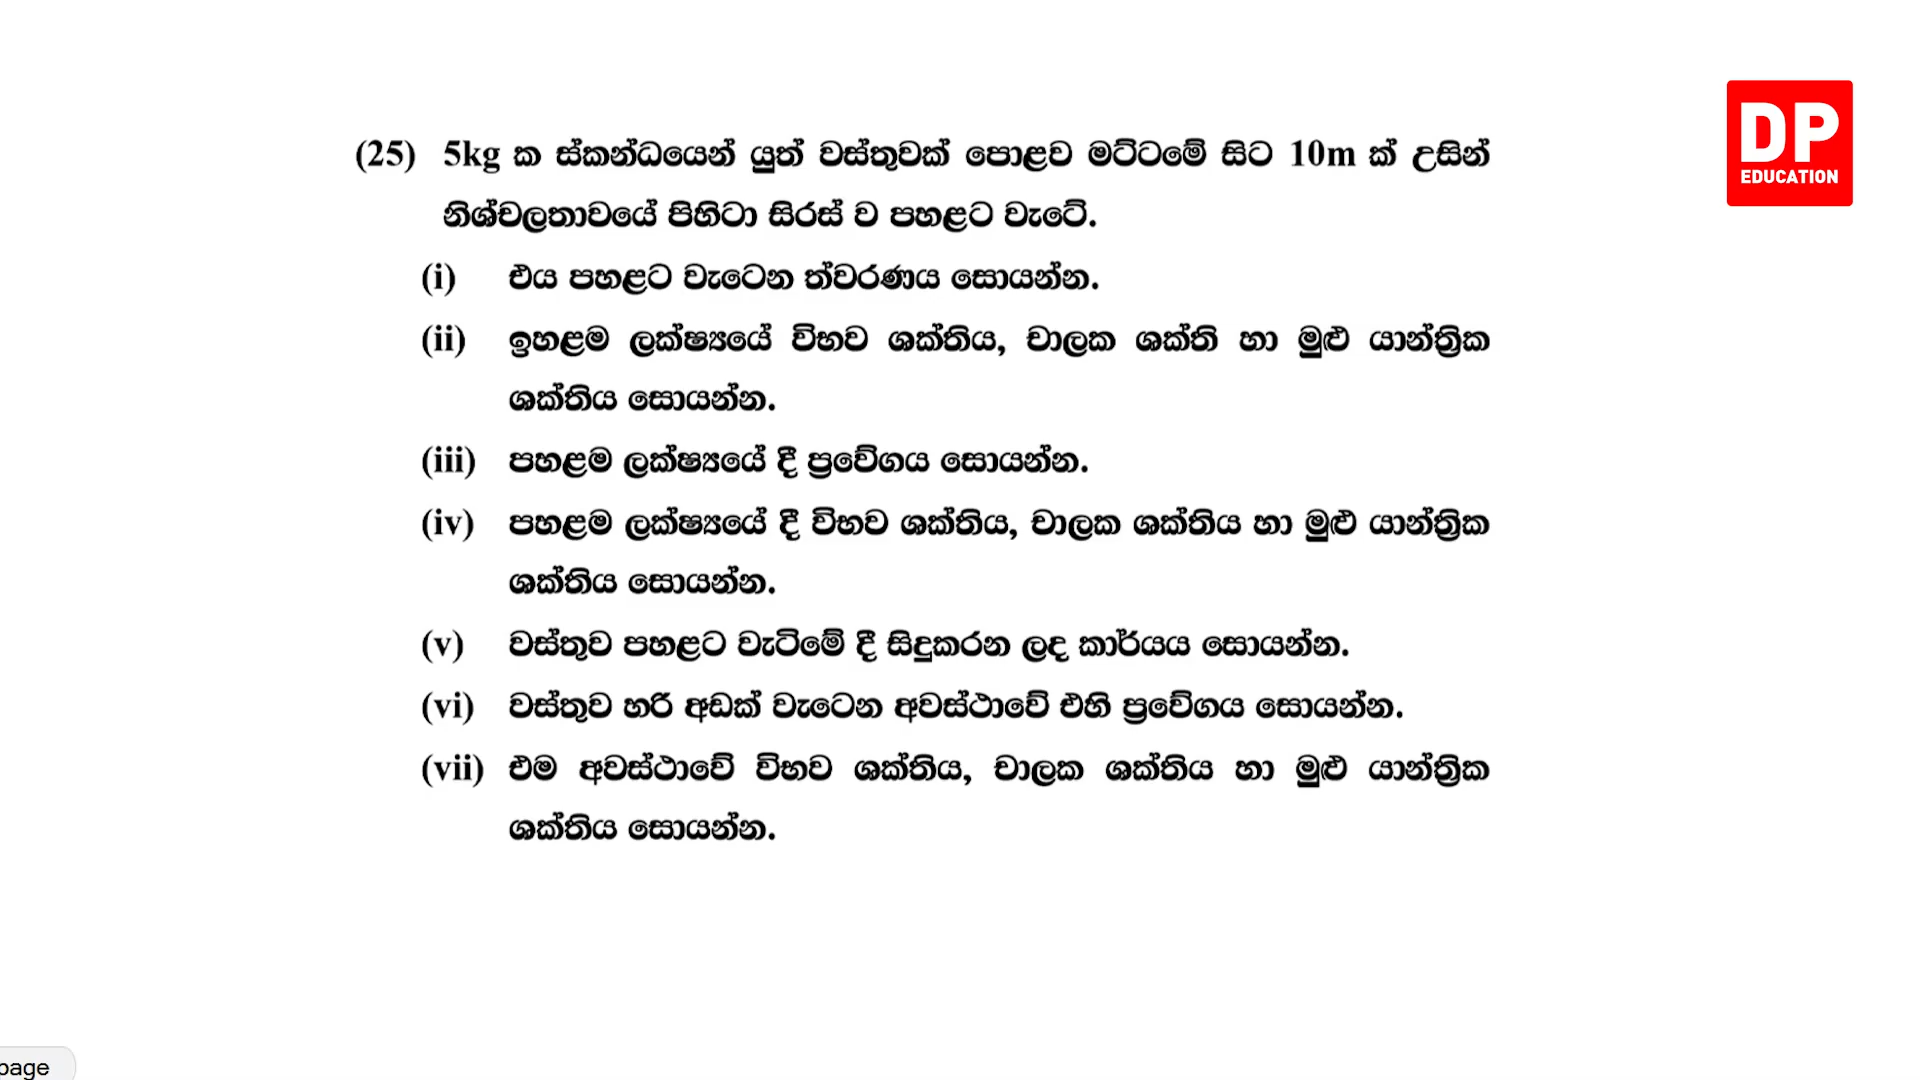 DP
EDUCATION
(25) 5kg ක ස්කන්ධයෙන් යුත් වස්තුවක් පොළව මට්ටමේ සිට 10m ක් උසින්
නිශ්චලතාවයේ පිහිටා සිරස් ව පහළට වැටේ.
(i) එය පහළට වැටෙන ත්වරණය සොයන්න.
(ii) ඉහළම ලක්ෂ්‍යයේ විභව ශක්තිය, චාලක ශක්ති හා මුළු යාන්ත්‍රික
ශක්තිය සොයන්න.
(iii) පහළම ලක්ෂ්‍යයේ දී ප්‍රවේගය සොයන්න.
(iv) පහළම ලක්ෂ්‍යයේ දී විභව ශක්තිය, චාලක ශක්තිය හා මුළු යාන්ත්‍රික
ශක්තිය සොයන්න.
(v) වස්තුව පහළට වැටිමේ දී සිදුකරන ලද කාර්යය සොයන්න.
(vi) වස්තුව හරි අඩක් වැටෙන අවස්ථාවේ එහි ප්‍රවේගය සොයන්න.
(vii) එම අවස්ථාවේ විභව ශක්තිය, චාලක ශක්තිය හා මුළු යාන්ත්‍රික
ශක්තිය සොයන්න.
page